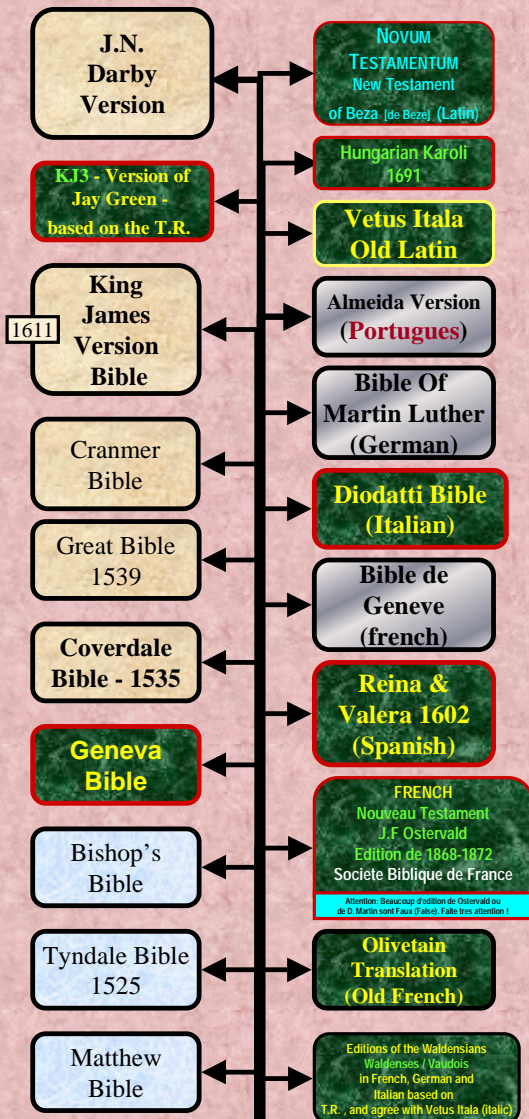 J.N.
Darby
Version
KJ3 - Version of
Jay Green -
based on the T.R.
1611
King
James
Version
Bible
Cranmer
Bible
Great Bible
1539
Coverdale
Bible - 1535
Geneva
Bible
Bishop's
Bible
Tyndale Bible
1525
Matthew
Bible
NOVUM
TESTAMENTUM
New Testament
of Beza [de Beze] (Latin)
Hungarian Karoli
1691
Vetus Itala
Old Latin
Almeida Version
(Portugues)
Bible Of
Martin Luther
(German)
Diodatti Bible
(Italian)
Bible de
Geneve
(french)
Reina &
Valera 1602
(Spanish)
FRENCH
Nouveau Testament
J.F Ostervald
Edition de 1868-1872
Societe Biblique de France
Attention: Beaucoup d'edition de Ostervald ou
de D. Martin sont Faux (False). Faite tres attention !
Olivetain
Translation
(Old French)
Editions of the Waldensians
Waldenses / Vaudois
in French, German and
Italian based on
T.R. , and agree with Vetus Itala (italic)